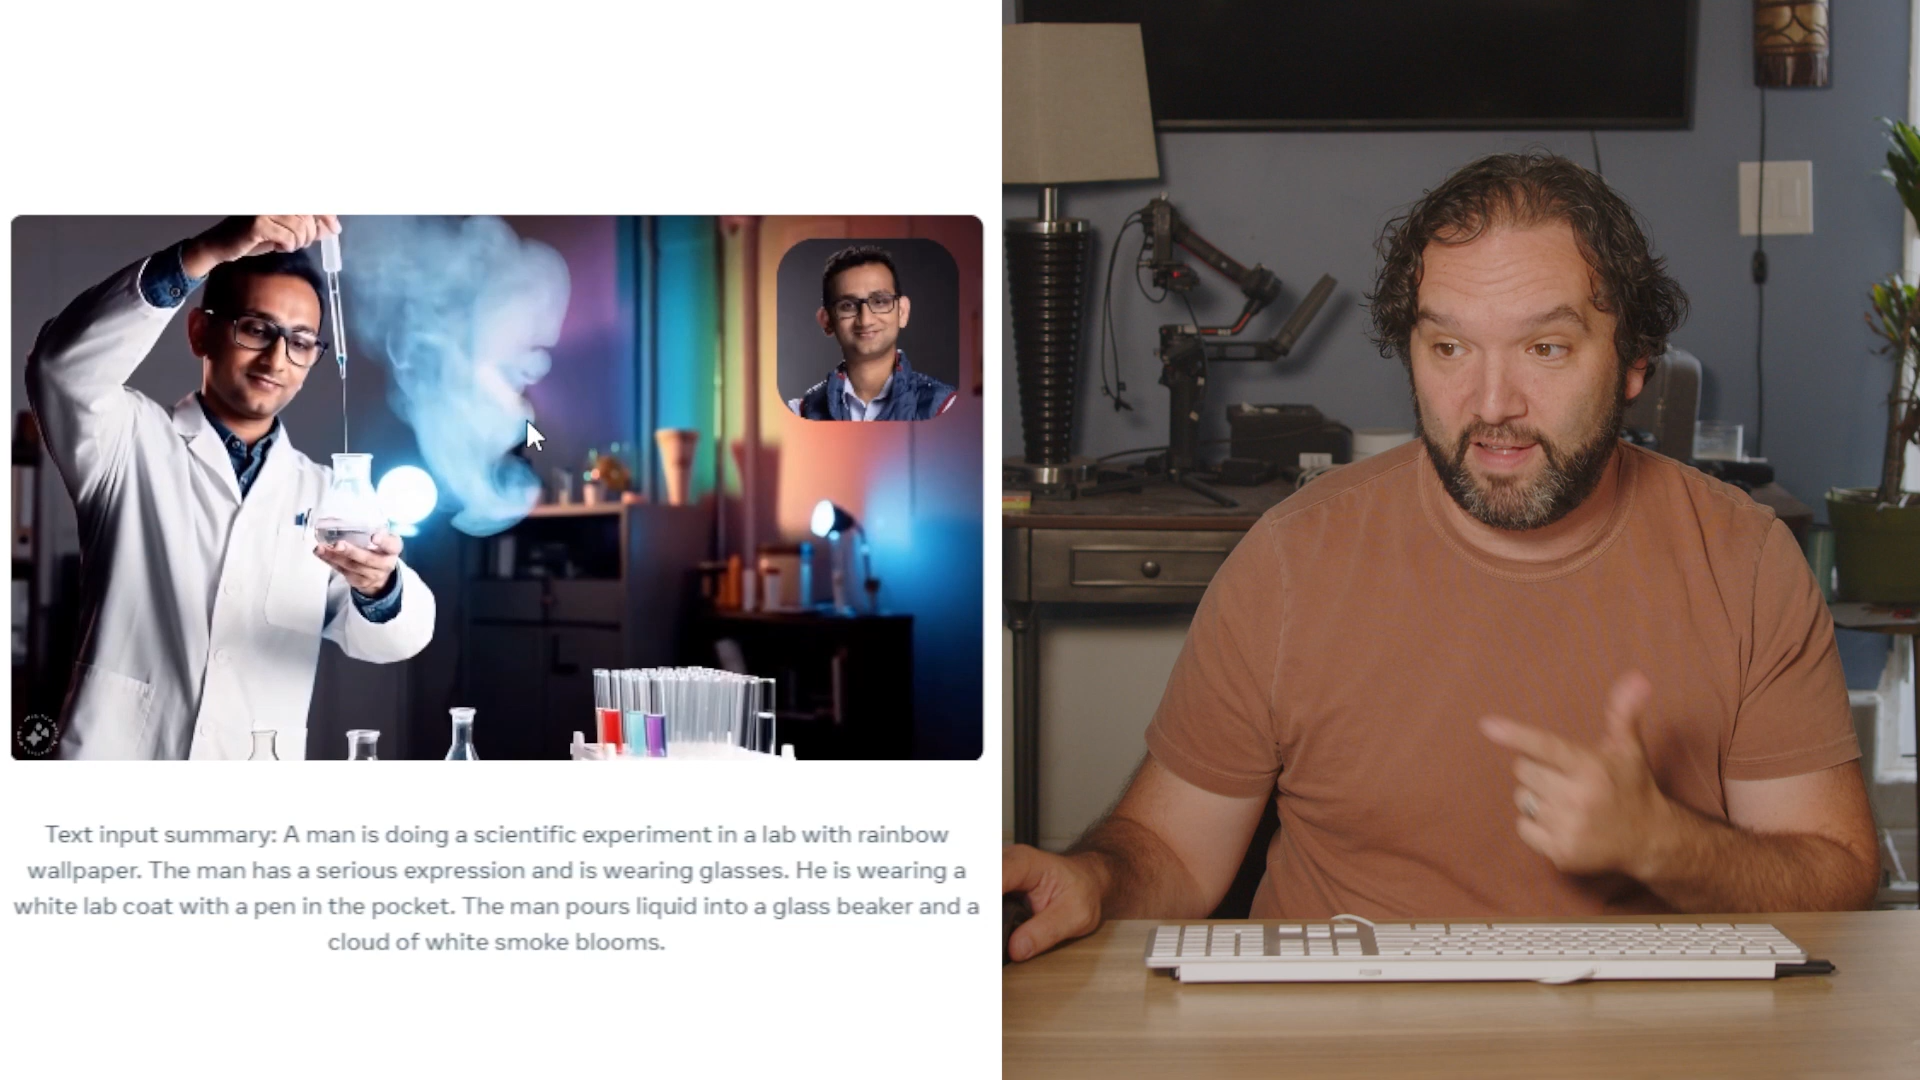 Text input summary: A man is doing a scientific experiment in a lab with rainbow
wallpaper. The man has a serious expression and is wearing glasses. He is wearing a
white lab coat with a pen in the pocket. The man pours liquid into a glass beaker and a
cloud of white smoke blooms.